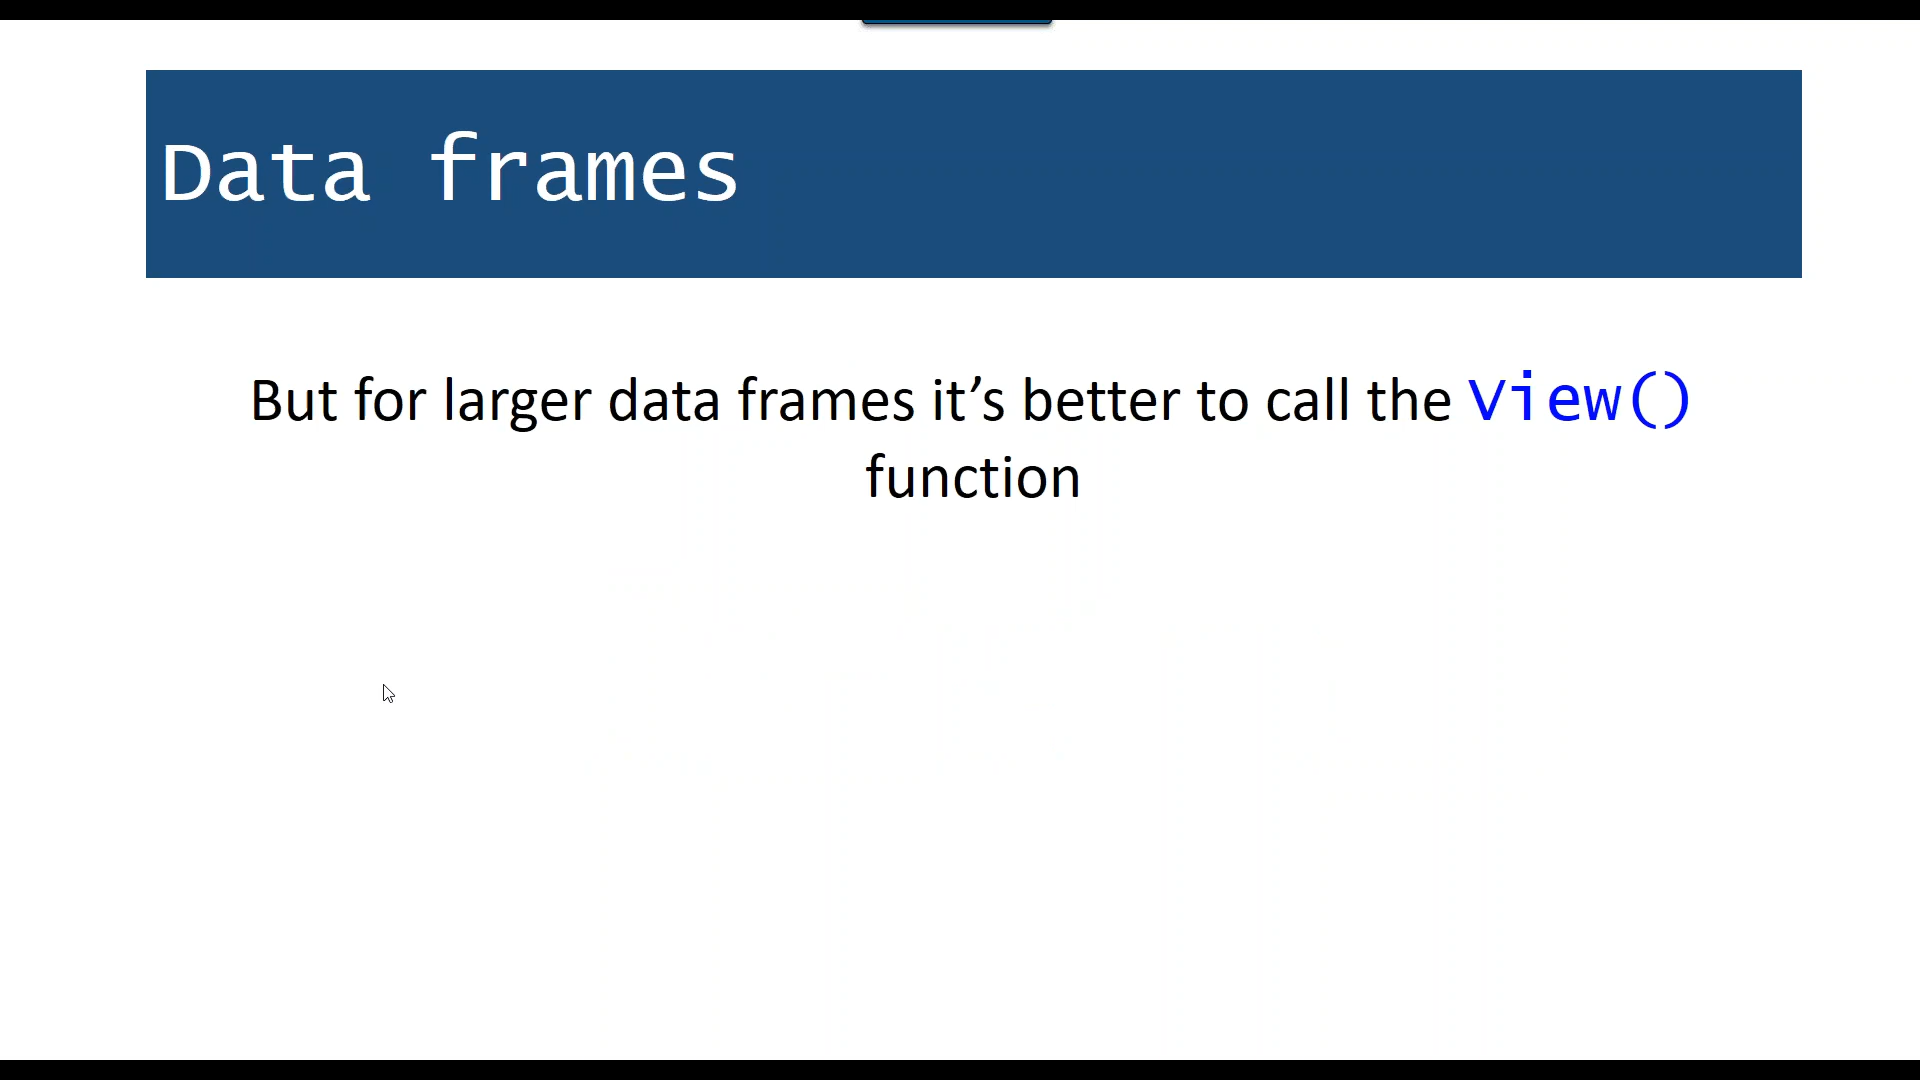 Data frames
But for larger data frames it’s better to call the View()
function